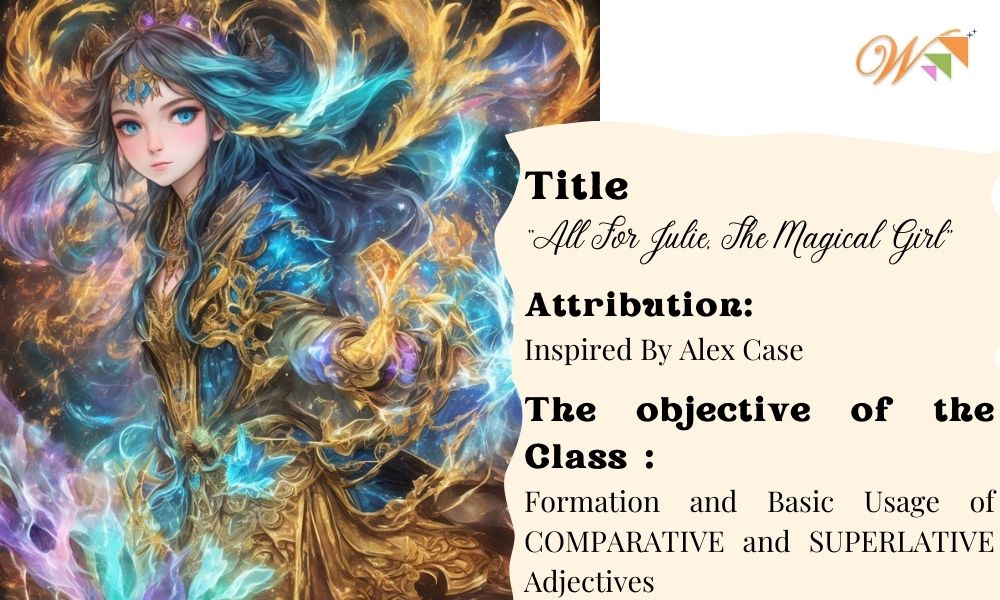 W
Title
"All For Julie, The Magical Girl"
Attribution:
Inspired By Alex Case
The objective of the
Class :
Formation and Basic Usage of
COMPARATIVE and SUPERLATIVE
Adjectives